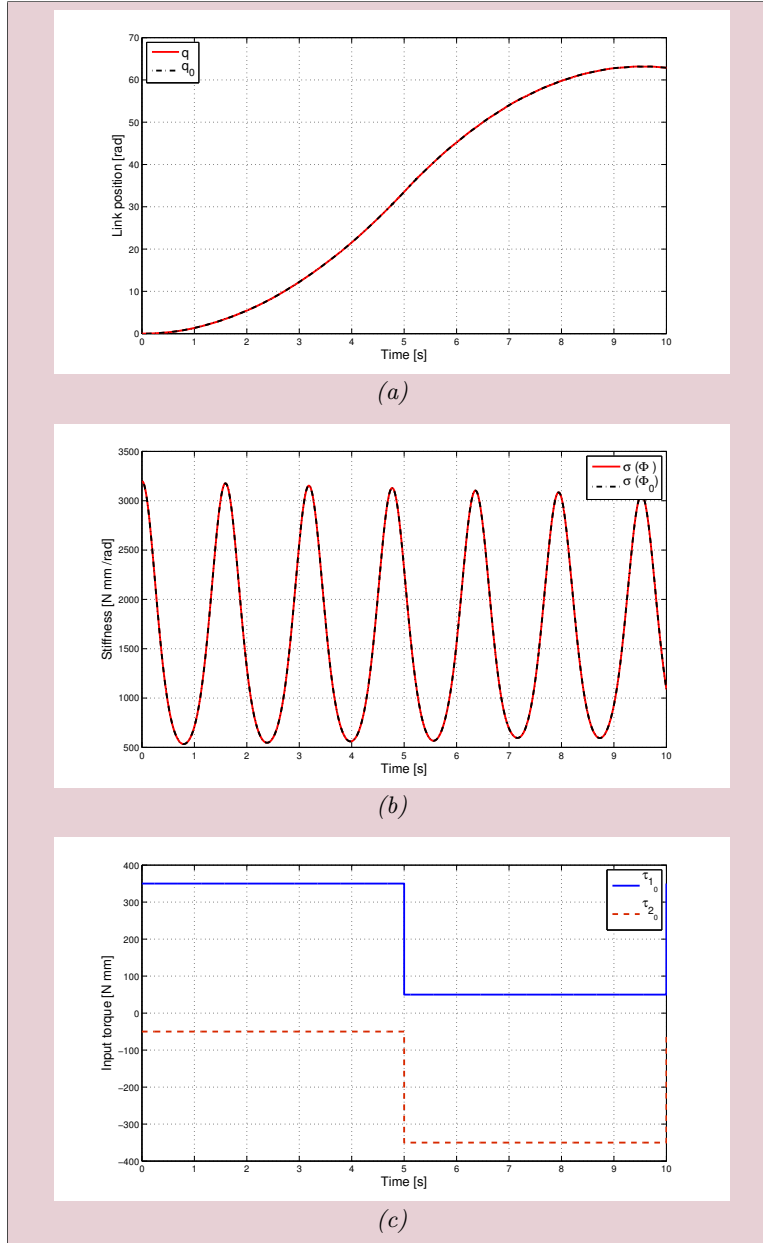 70
60
50
40
30
20
10
0
Link position [rad]
q
q0
0 1 2 3 4 5 6 7 8 9 10
Time [s]
(a)
3500
3000
2500
2000
1500
1000
500
Stiffness [N mm /rad]
σ (Φ )
σ (Φ0)
0 1 2 3 4 5 6 7 8 9 10
Time [s]
(b)
400
300
200
100
0
−100
−200
−300
−400
Input torque [N mm]
τ10
τ20
0 1 2 3 4 5 6 7 8 9 10
Time [s]
(c)